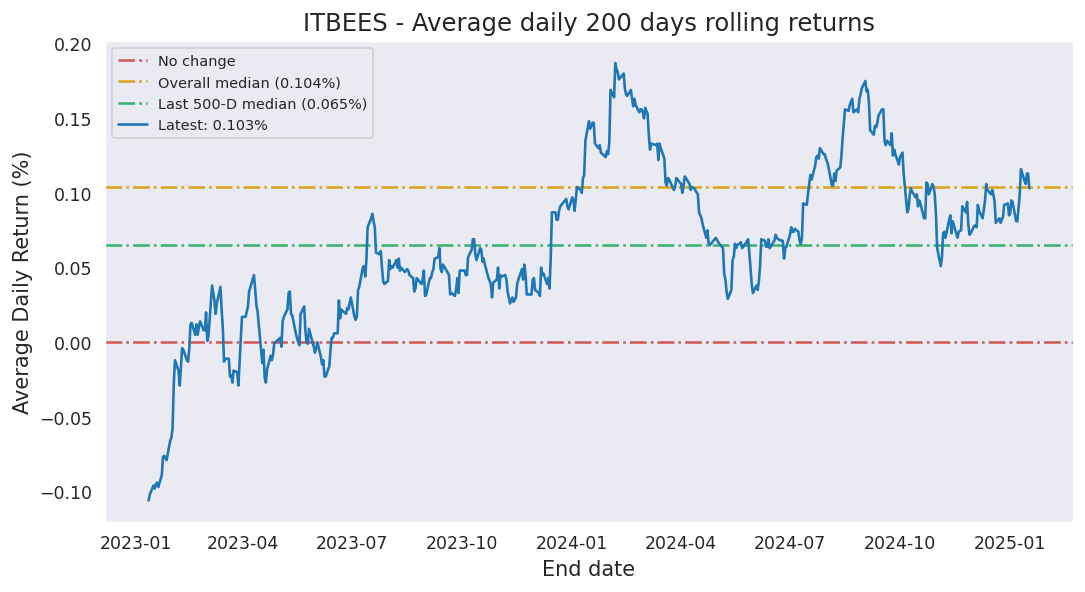 ITBEES - Average daily 200 days rolling returns
No change
Overall median (0.104%)
Last 500-D median (0.065%)
Latest: 0.103%
Average Daily Return (%)
0.20
0.15
0.10
0.05
0.00
−0.05
−0.10
2023-01 2023-04 2023-07 2023-10 2024-01 2024-04 2024-07 2024-10 2025-01
End date